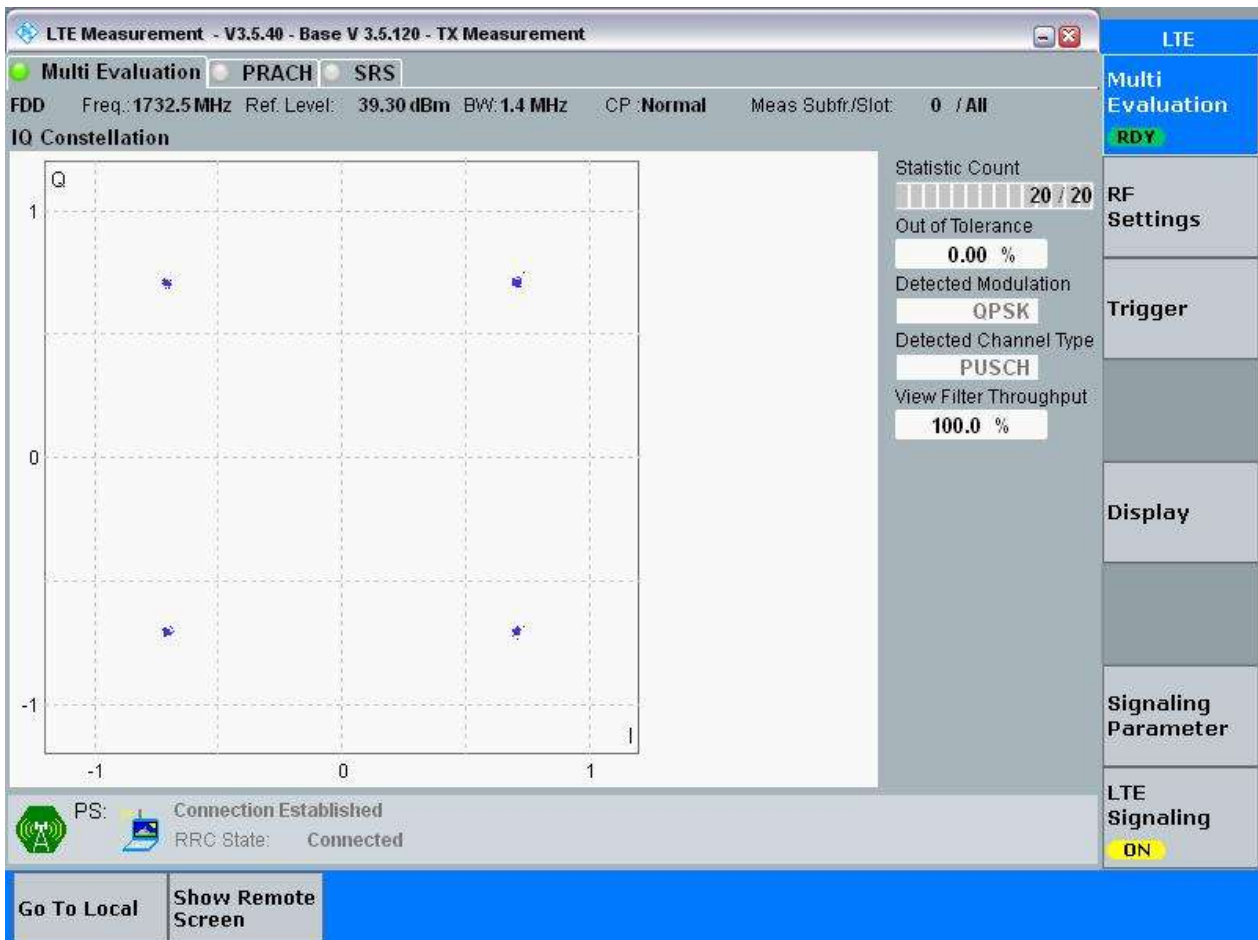 LTE Measurement - V3.5.40 - Base V 3.5.120 - TX Measurement
LTE
Multi Evaluation PRACH SRS
Multi
Evaluation
RDY
FDD Freq.: 1732.5 MHz Ref. Level: 39.30 dBm BW: 1.4 MHz CP : Normal Meas Subfr./Slot: 0 / All
IQ Constellation
Q
1
0
-1
I
-1 0 1
Statistic Count
20 / 20
Out of Tolerance
0.00 %
Detected Modulation
QPSK
Detected Channel Type
PUSCH
View Filter Throughput
100.0 %
RF
Settings
Trigger
Display
Signaling
Parameter
LTE
Signaling
ON
PS: Connection Established
RRC State: Connected
Go To Local
Show Remote
Screen